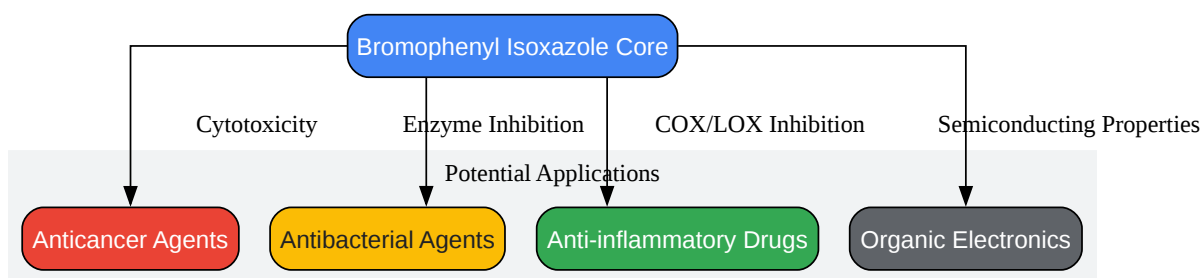 Bromophenyl Isoxazole Core
Cytotoxicity
Enzyme Inhibition
COX/LOX Inhibition
Semiconducting Properties
Potential Applications
Anticancer Agents
Antibacterial Agents
Anti-inflammatory Drugs
Organic Electronics